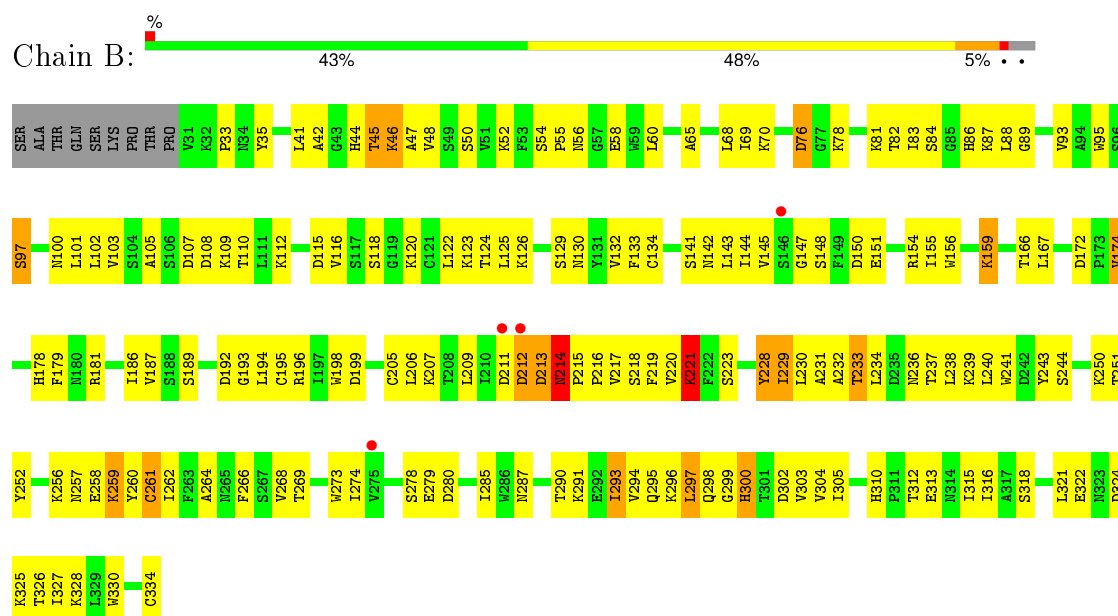 %
Chain B:
43% 48% 5% • •
SER ALA THR GLN SER LYS PRO THR PRO V31 K32 P33 N34 Y35 L41 A42 G43 H44 T45 K46 A47 V48 S49 S50 V51 K52 F53 S54 P55 N56 G57 E58 W59 L60 A65 L68 I69 K70 D76 G77 K78 K81 T82 I83 S84 G85 H86 K87 L88 G89 V93 A94 W95 S96
S97 N100 L101 L102 V103 S104 A105 S106 D107 D108 K109 T110 L111 K112 D115 V116 S117 S118 G119 K120 C121 L122 K123 T124 L125 K126 S129 N130 Y131 V132 F133 C134 S141 N142 L143 I144 V145 S146 G147 S148 F149 D150 E151 R154 I155 W156 K159 T166 L167 D172 P173
H178 F179 N180 R181 I186 V187 S188 S189 D192 G193 L194 C195 R196 I197 W198 D199 C205 L206 K207 T208 L209 I210 D211 D212 D213 N214 P215 P216 V217 S218 F219 V220 K221 F222 S223 Y228 I229 L230 A231 A232 T233 L234 D235 N236 T237 L238 K239 L240 W241 D242 Y243 S244 K250 T251
Y252 K256 N257 E258 K259 Y260 C261 I262 F263 A264 N265 F266 S267 V268 T269 W273 I274 V275 S278 E279 D280 L285 W286 N287 T290 K291 E292 I293 V294 Q295 K296 L297 Q298 G299 H300 T301 D302 V303 V304 I305 H310 P311 T312 E313 N314 I315 I316 A317 S318 L321 E322 N323 D324
K325 T326 I327 K328 L329 W330 C334